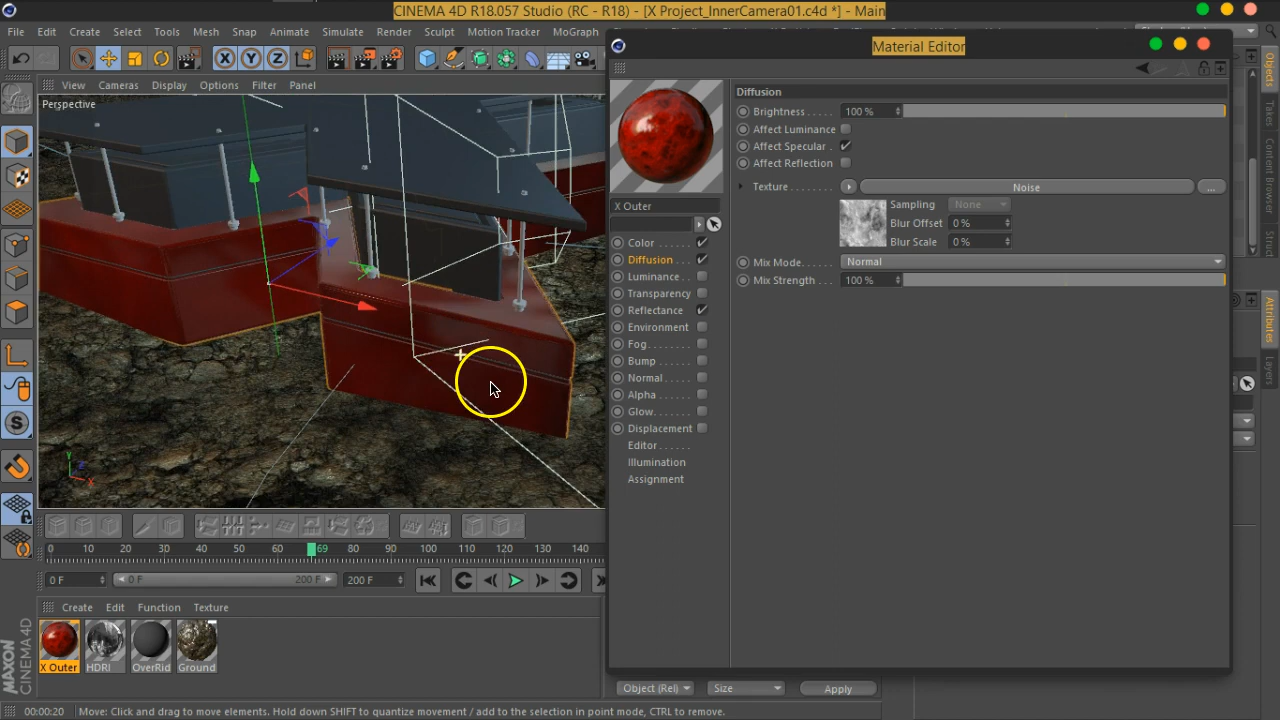 CINEMA 4D R18.057 Studio (RC - R18) - [X Project_InnerCamera01.c4d *] - Main
File Edit Create Select Tools Mesh Snap Animate Simulate Render Sculpt Motion Tracker MoGraph
Material Editor
View Cameras Display Options Filter Panel
Perspective
Diffusion
Brightness 100 %
Affect Luminance
Affect Specular
Affect Reflection
Texture Noise ...
Sampling None
Blur Offset 0 %
Blur Scale 0 %
Mix Mode Normal
Mix Strength 100 %
X Outer
Color
Diffusion
Luminance
Transparency
Reflectance
Environment
Fog
Bump
Normal
Alpha
Glow
Displacement
Editor
Illumination
Assignment
Objects
Takes
Content Browser
Struct
Attributes
Layers
X Y Z
Y Z X
0 10 20 30 40 50 60 69 80 90 100 110 120 130 140
0 F 0 F 200 F 200 F
Create Edit Function Texture
X Outer HDRI OverRid Ground
Object (Rel) Size Apply
MAXON CINEMA 4D
00:00:20 Move: Click and drag to move elements. Hold down SHIFT to quantize movement / add to the selection in point mode, CTRL to remove.